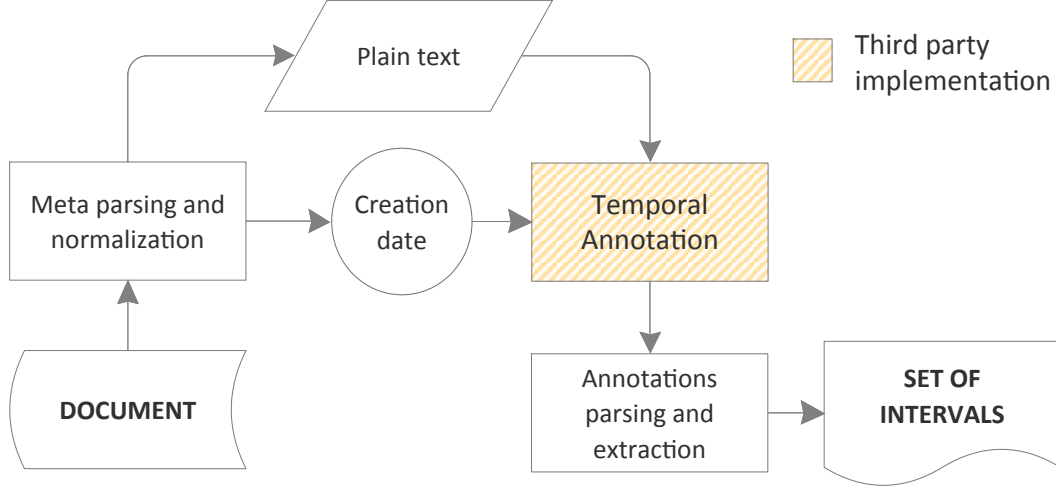 Plain text
Third party
implementation
Meta parsing and
normalization
Creation
date
Temporal
Annotation
DOCUMENT
Annotations
parsing and
extraction
SET OF
INTERVALS